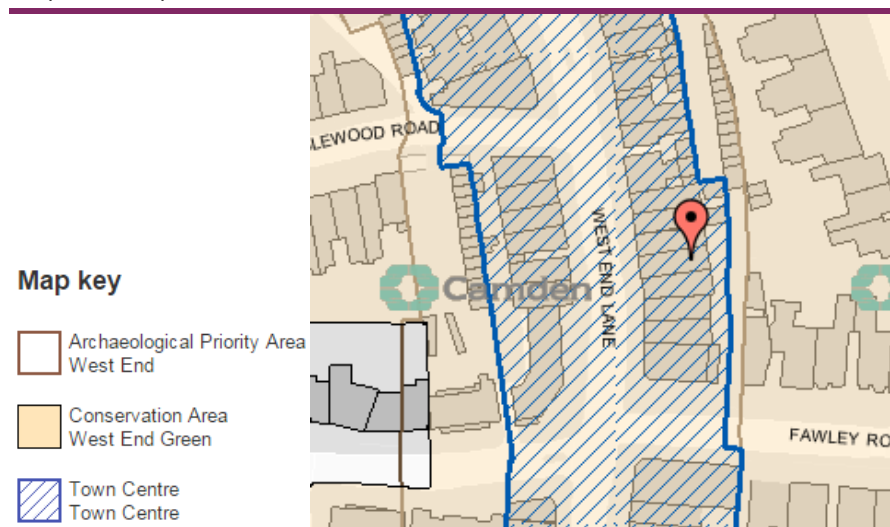 LEWOOD ROAD
WEST END LANE
Camden
Map key
Archaeological Priority Area
West End
Conservation Area
West End Green
FAWLEY RO
Town Centre
Town Centre